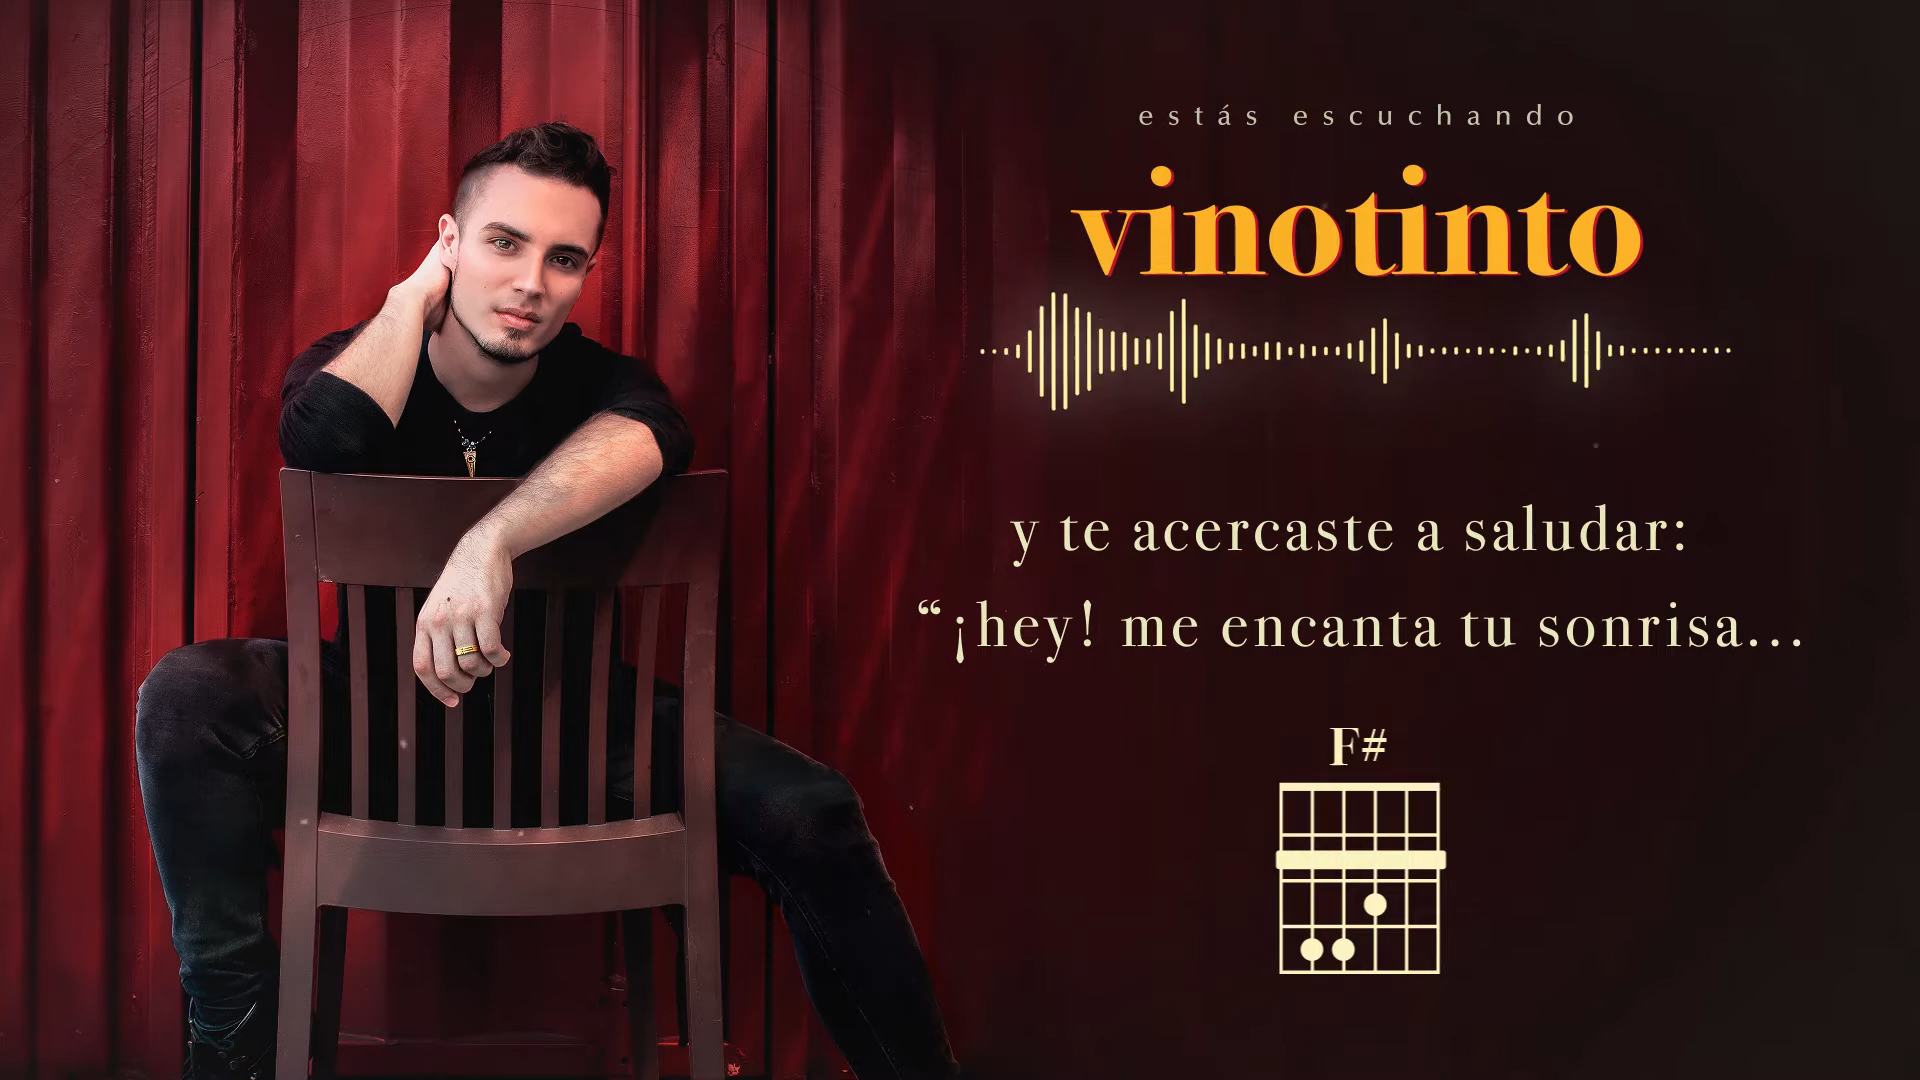 estás escuchando
vinotinto
y te acercaste a saludar:
“¡hey! me encanta tu sonrisa...
F#